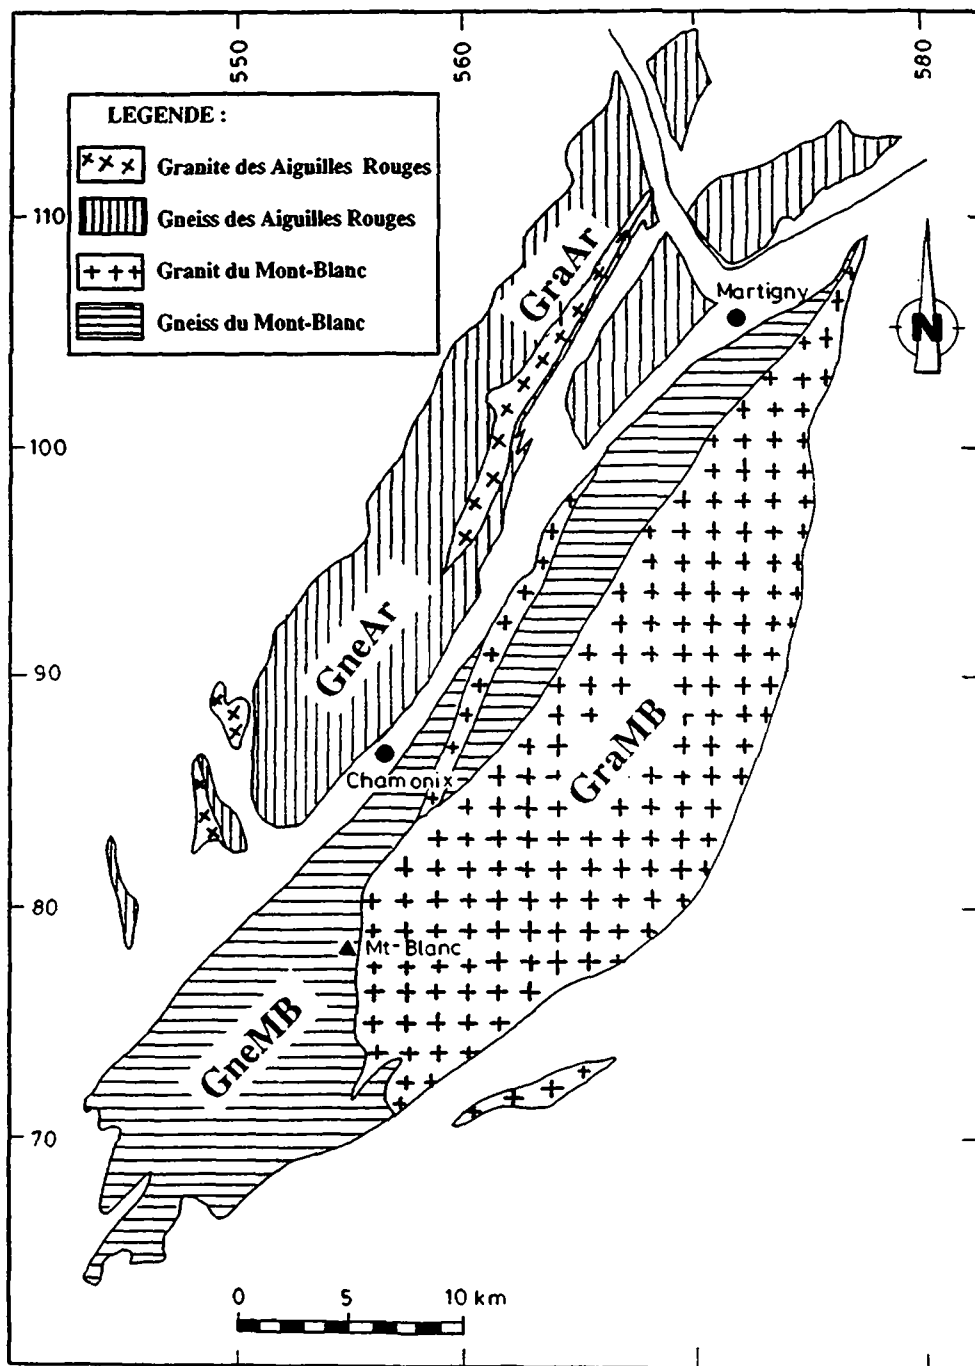 550
560
580
LEGENDE :
Granite des Aiguilles Rouges
Gneiss des Aiguilles Rouges
Granit du Mont-Blanc
Gneiss du Mont-Blanc
110
GraAr
Martigny
N
100
GneAr
90
Chamonix
GraMB
80
Mt-Blanc
GneMB
70
0 5 10 km